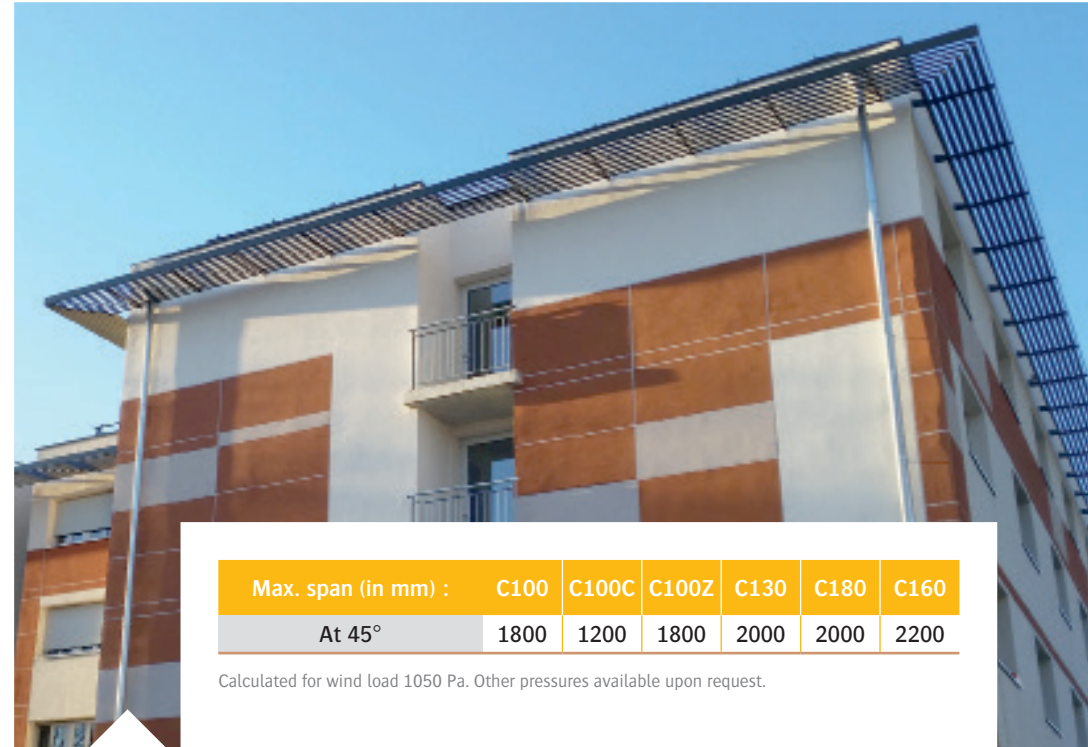 Max. span (in mm) : C100 C100C C100Z C130 C180 C160
At 45° 1800 1200 1800 2000 2000 2200
Calculated for wind load 1050 Pa. Other pressures available upon request.